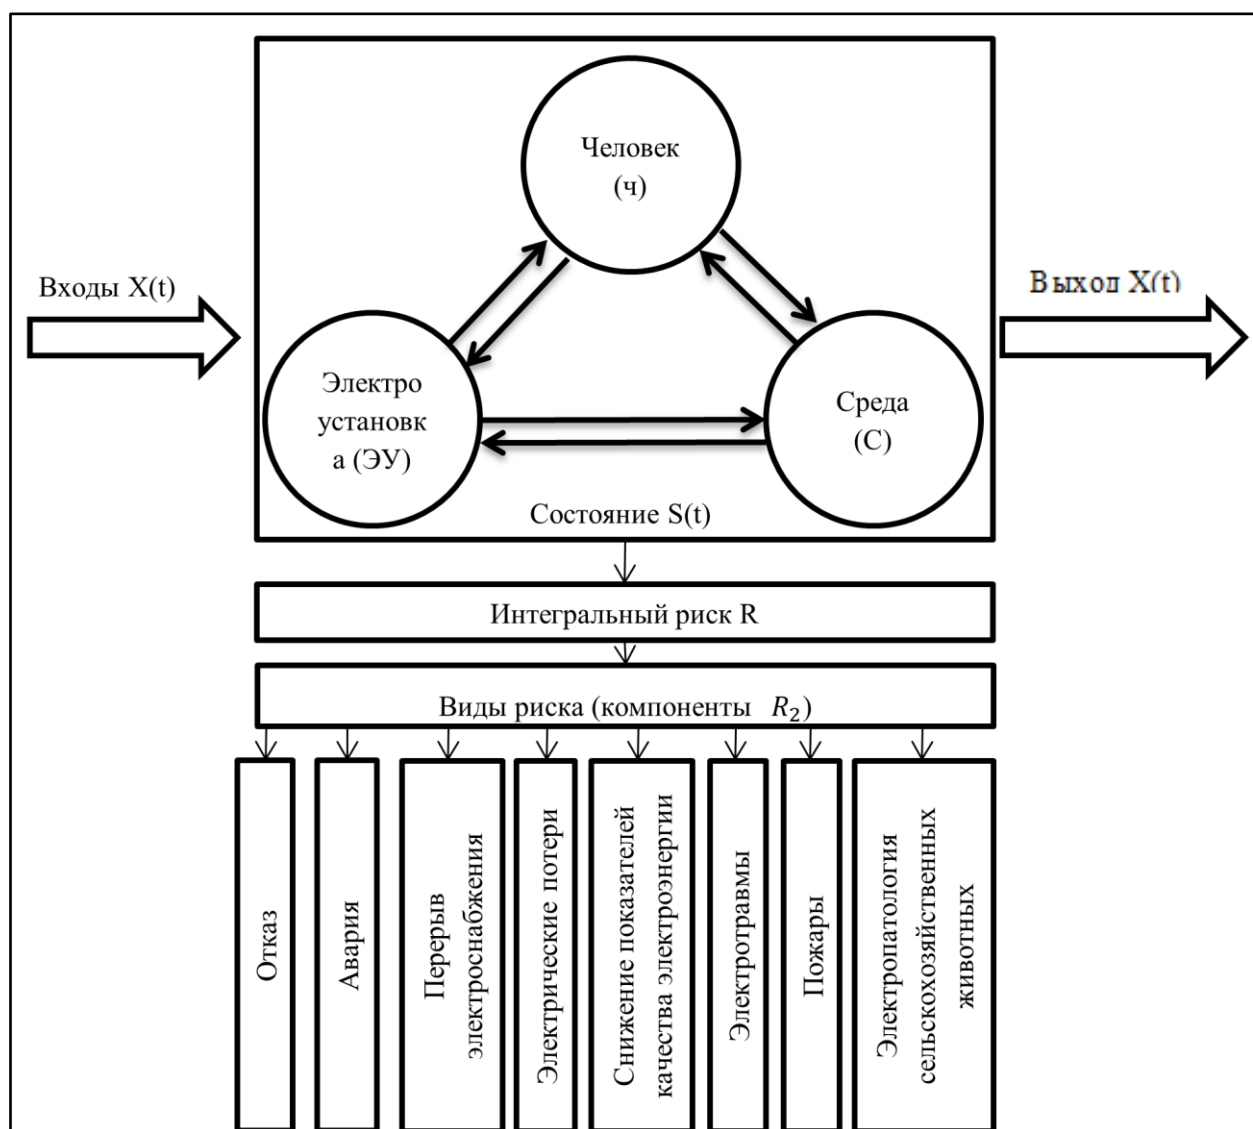 Человек
(ч)
Входы X(t)
Выход X(t)
Электро
установк
а (ЭУ)
Среда
(С)
Состояние S(t)
Интегральный риск R
Виды риска (компоненты R₂)
Отказ
Авария
Перерыв
электроснабжения
Электрические потери
Снижение показателей
качества электроэнергии
Электротравмы
Пожары
Электропатология
сельскохозяйственных
животных